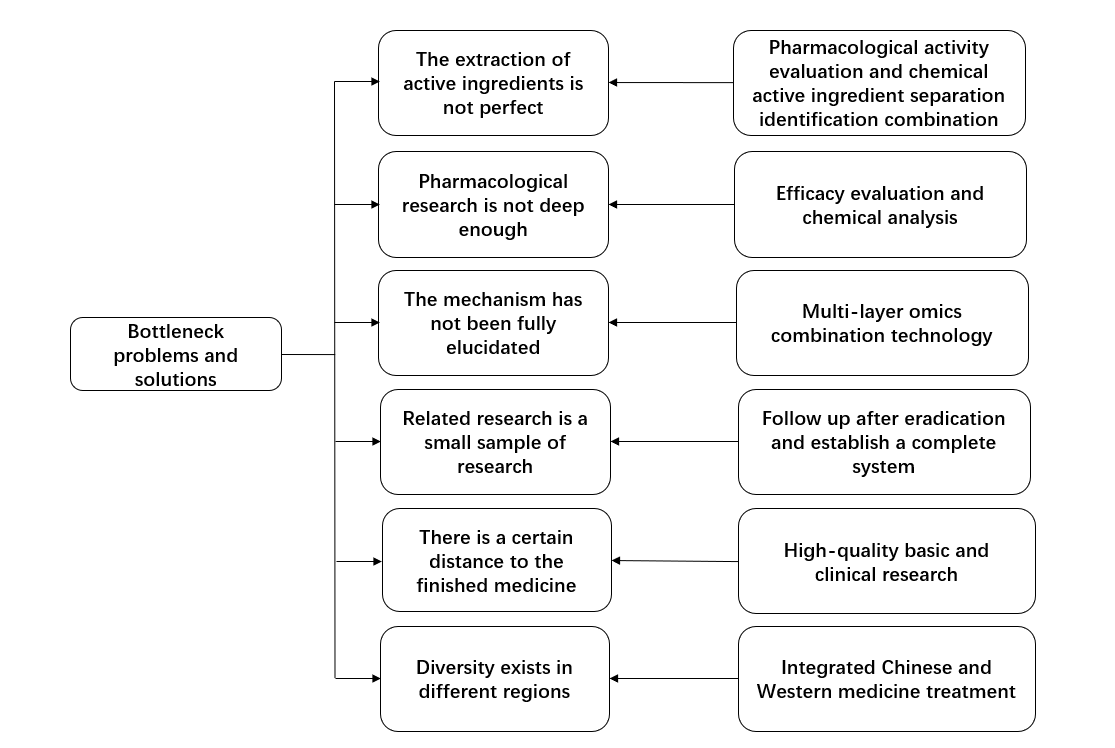 Bottleneck
problems and
solutions
The extraction of
active ingredients is
not perfect
Pharmacological activity
evaluation and chemical
active ingredient separation
identification combination
Pharmacological
research is not deep
enough
Efficacy evaluation and
chemical analysis
The mechanism has
not been fully
elucidated
Multi-layer omics
combination technology
Related research is a
small sample of
research
Follow up after eradication
and establish a complete
system
There is a certain
distance to the
finished medicine
High-quality basic and
clinical research
Diversity exists in
different regions
Integrated Chinese and
Western medicine treatment